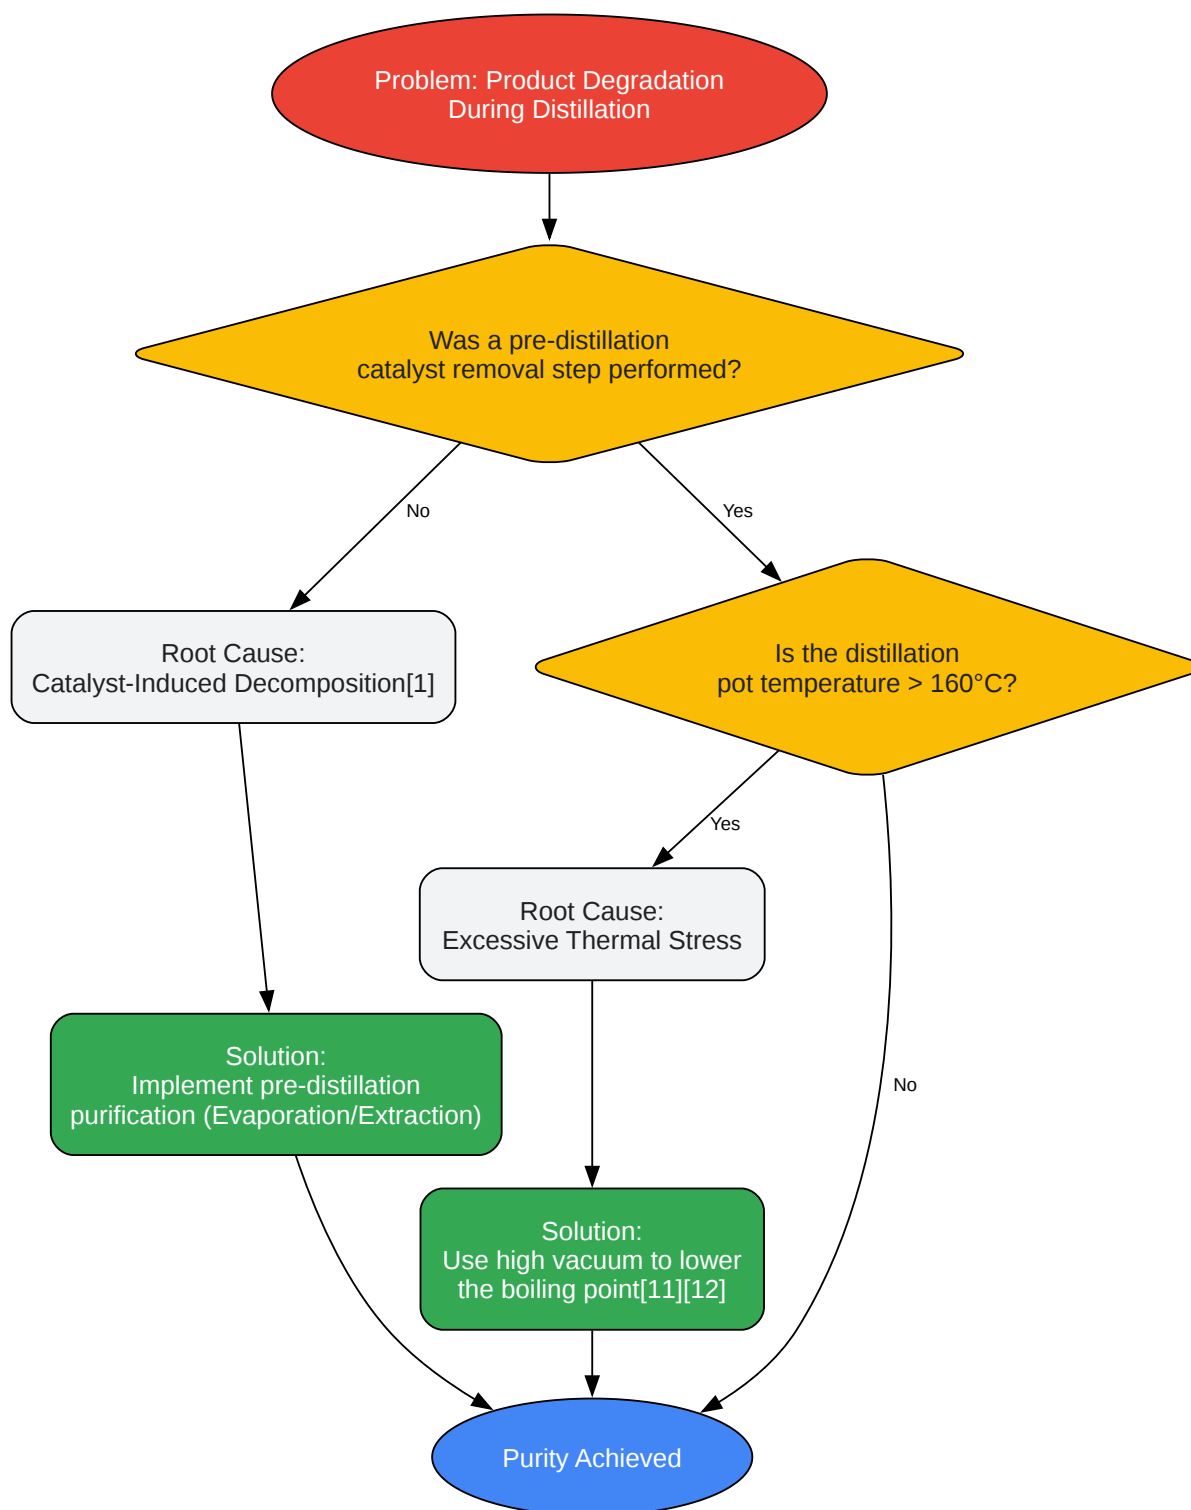 Problem: Product Degradation
During Distillation
Was a pre-distillation
catalyst removal step performed?
No
Yes
Root Cause:
Catalyst-Induced Decomposition[1]
Is the distillation
pot temperature > 160°C?
Yes
Root Cause:
Excessive Thermal Stress
Solution:
Implement pre-distillation
purification (Evaporation/Extraction)
No
Solution:
Use high vacuum to lower
the boiling point[11][12]
Purity Achieved